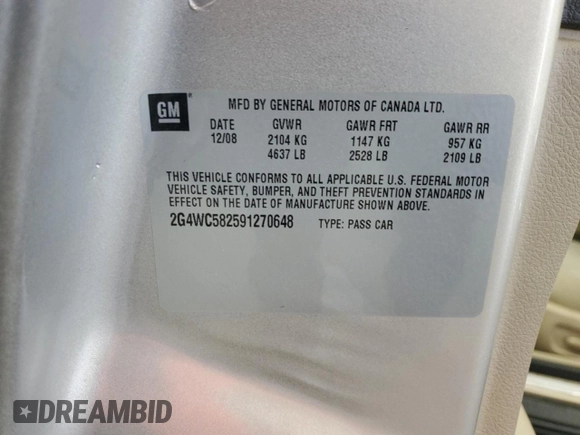 GM
MFD BY GENERAL MOTORS OF CANADA LTD.
DATE GVWR GAWR FRT GAWR RR
12/08 2104 KG 1147 KG 957 KG
4637 LB 2528 LB 2109 LB
THIS VEHICLE CONFORMS TO ALL APPLICABLE U.S. FEDERAL MOTOR
VEHICLE SAFETY, BUMPER, AND THEFT PREVENTION STANDARDS IN
EFFECT ON THE DATE OF MANUFACTURE SHOWN ABOVE.
2G4WC582591270648 TYPE: PASS CAR
DREAMBID